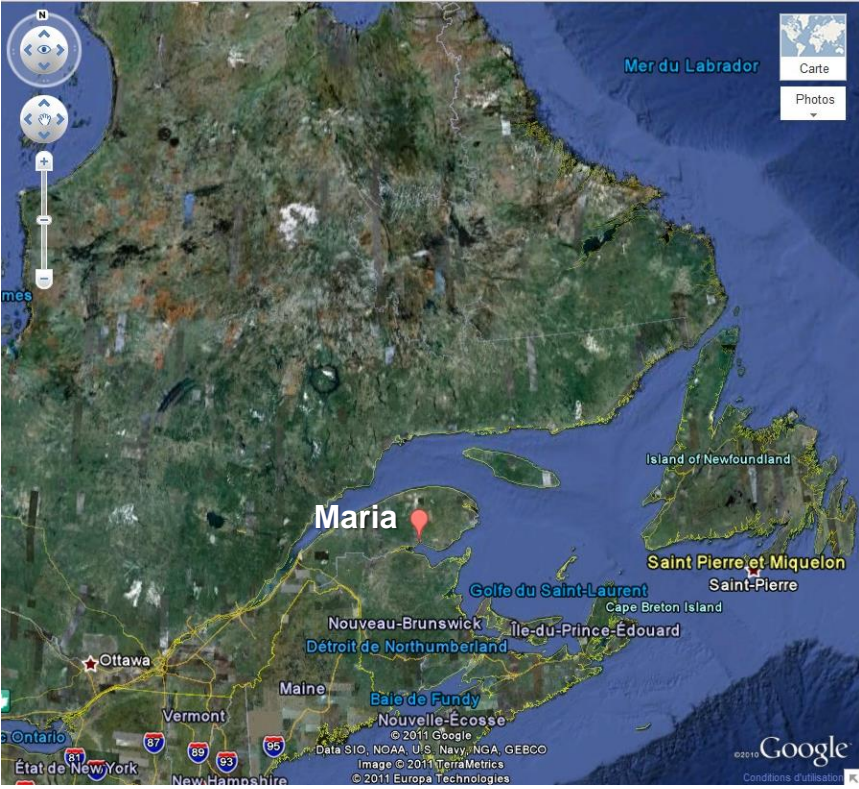 N
Mer du Labrador
Carte
Photos
mes
Island of Newfoundland
Maria
Saint Pierre et Miquelon
Saint-Pierre
Golfe du Saint-Laurent
Cape Breton Island
Nouveau-Brunswick
Île-du-Prince-Édouard
Détroit de Northumberland
Ottawa
Maine
Baie de Fundy
Vermont
Nouvelle-Écosse
c Ontario
87
89
95
81
93
© 2011 Google
Data SIO, NOAA, U.S. Navy, NGA, GEBCO
Image © 2011 TerraMetrics
© 2011 Europa Technologies
État de New York
New Hampshire
©2010 Google
Conditions d'utilisation